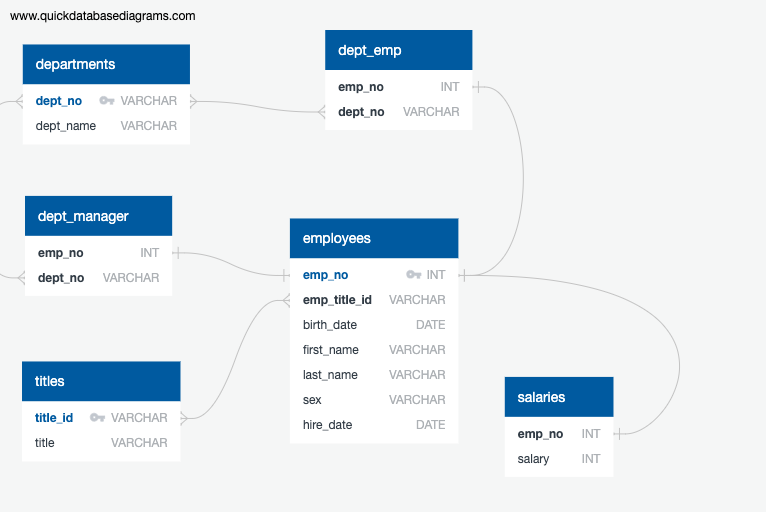 www.quickdatabasediagrams.com
departments
dept_no VARCHAR
dept_name VARCHAR
dept_emp
emp_no INT
dept_no VARCHAR
dept_manager
emp_no INT
dept_no VARCHAR
employees
emp_no INT
emp_title_id VARCHAR
birth_date DATE
first_name VARCHAR
last_name VARCHAR
sex VARCHAR
hire_date DATE
titles
title_id VARCHAR
title VARCHAR
salaries
emp_no INT
salary INT